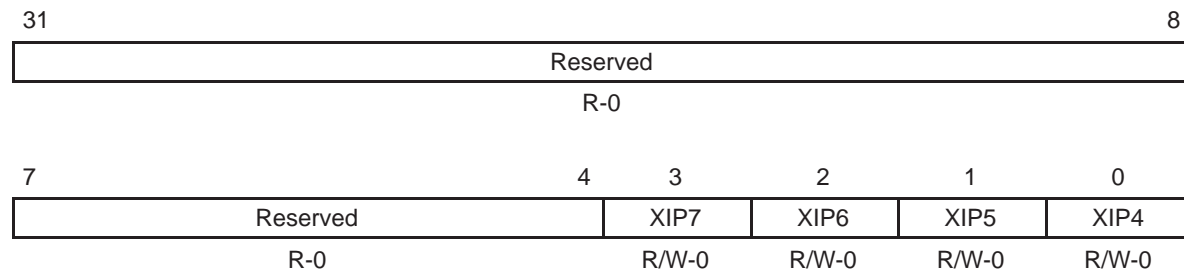 31 8
Reserved
R-0
7 4 3 2 1 0
Reserved XIP7 XIP6 XIP5 XIP4
R-0 R/W-0 R/W-0 R/W-0 R/W-0